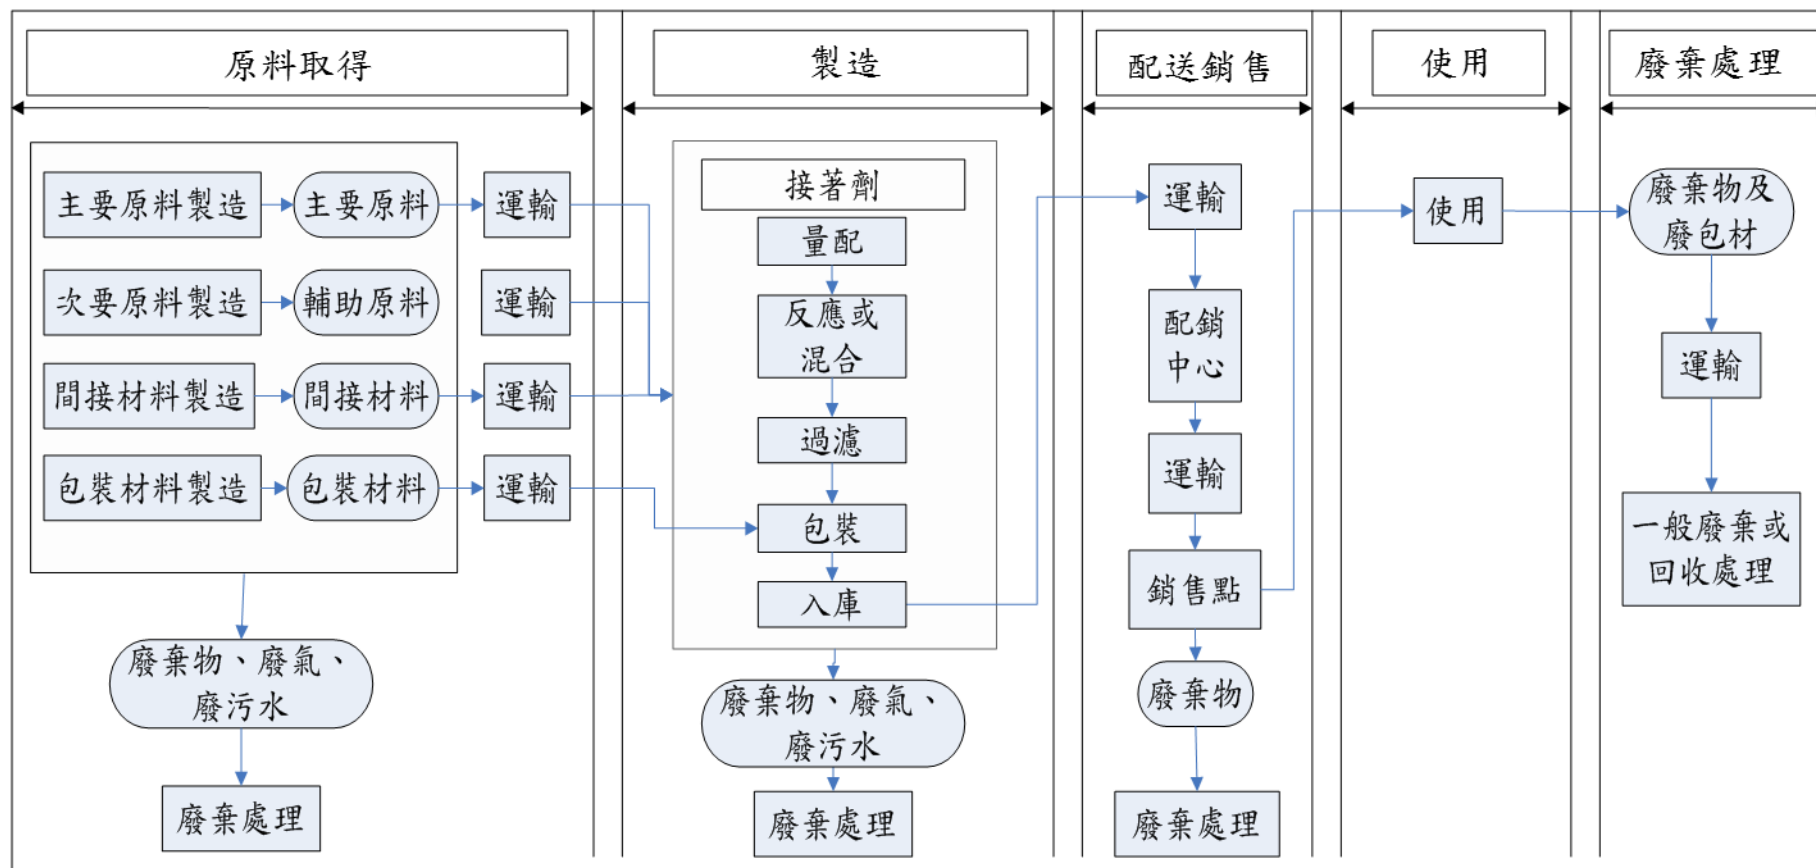 原料取得
製造
配送銷售
使用
廢棄處理
主要原料製造
主要原料
運輸
次要原料製造
輔助原料
運輸
間接材料製造
間接材料
運輸
包裝材料製造
包裝材料
運輸
廢棄物、廢氣、
廢污水
廢棄處理
接著劑
量配
反應或
混合
過濾
包裝
入庫
廢棄物、廢氣、
廢污水
廢棄處理
運輸
配銷
中心
運輸
銷售點
廢棄物
廢棄處理
使用
廢棄物及
廢包材
運輸
一般廢棄或
回收處理